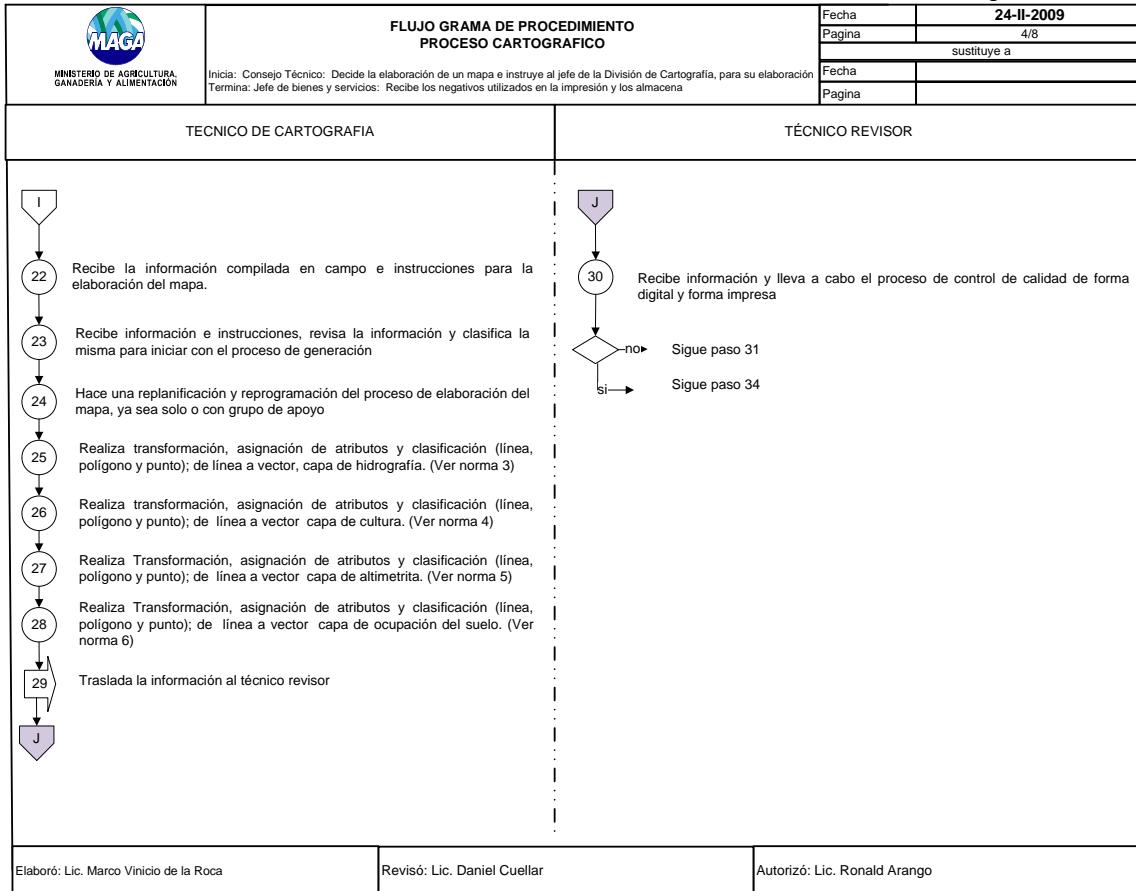 MAGA
MINISTERIO DE AGRICULTURA,
GANADERÍA Y ALIMENTACIÓN
FLUJO GRAMA DE PROCEDIMIENTO
PROCESO CARTOGRAFICO
Inicia: Consejo Técnico: Decide la elaboración de un mapa e instruye al jefe de la División de Cartografía, para su elaboración
Termina: Jefe de bienes y servicios: Recibe los negativos utilizados en la impresión y los almacena
Fecha 24-II-2009
Pagina 4/8
sustituye a
Fecha
Pagina
TECNICO DE CARTOGRAFIA
I
22
Recibe la información compilada en campo e instrucciones para la
elaboración del mapa.
23
Recibe información e instrucciones, revisa la información y clasifica la
misma para iniciar con el proceso de generación
24
Hace una replanificación y reprogramación del proceso de elaboración del
mapa, ya sea solo o con grupo de apoyo
25
Realiza transformación, asignación de atributos y clasificación (línea,
polígono y punto); de línea a vector, capa de hidrografía. (Ver norma 3)
26
Realiza transformación, asignación de atributos y clasificación (línea,
polígono y punto); de línea a vector capa de cultura. (Ver norma 4)
27
Realiza Transformación, asignación de atributos y clasificación (línea,
polígono y punto); de línea a vector capa de altimetrita. (Ver norma 5)
28
Realiza Transformación, asignación de atributos y clasificación (línea,
polígono y punto); de línea a vector capa de ocupación del suelo. (Ver
norma 6)
29
Traslada la información al técnico revisor
J
TÉCNICO REVISOR
J
30
Recibe información y lleva a cabo el proceso de control de calidad de forma
digital y forma impresa
no Sigue paso 31
si Sigue paso 34
Elaboró: Lic. Marco Vinicio de la Roca
Revisó: Lic. Daniel Cuellar
Autorizó: Lic. Ronald Arango